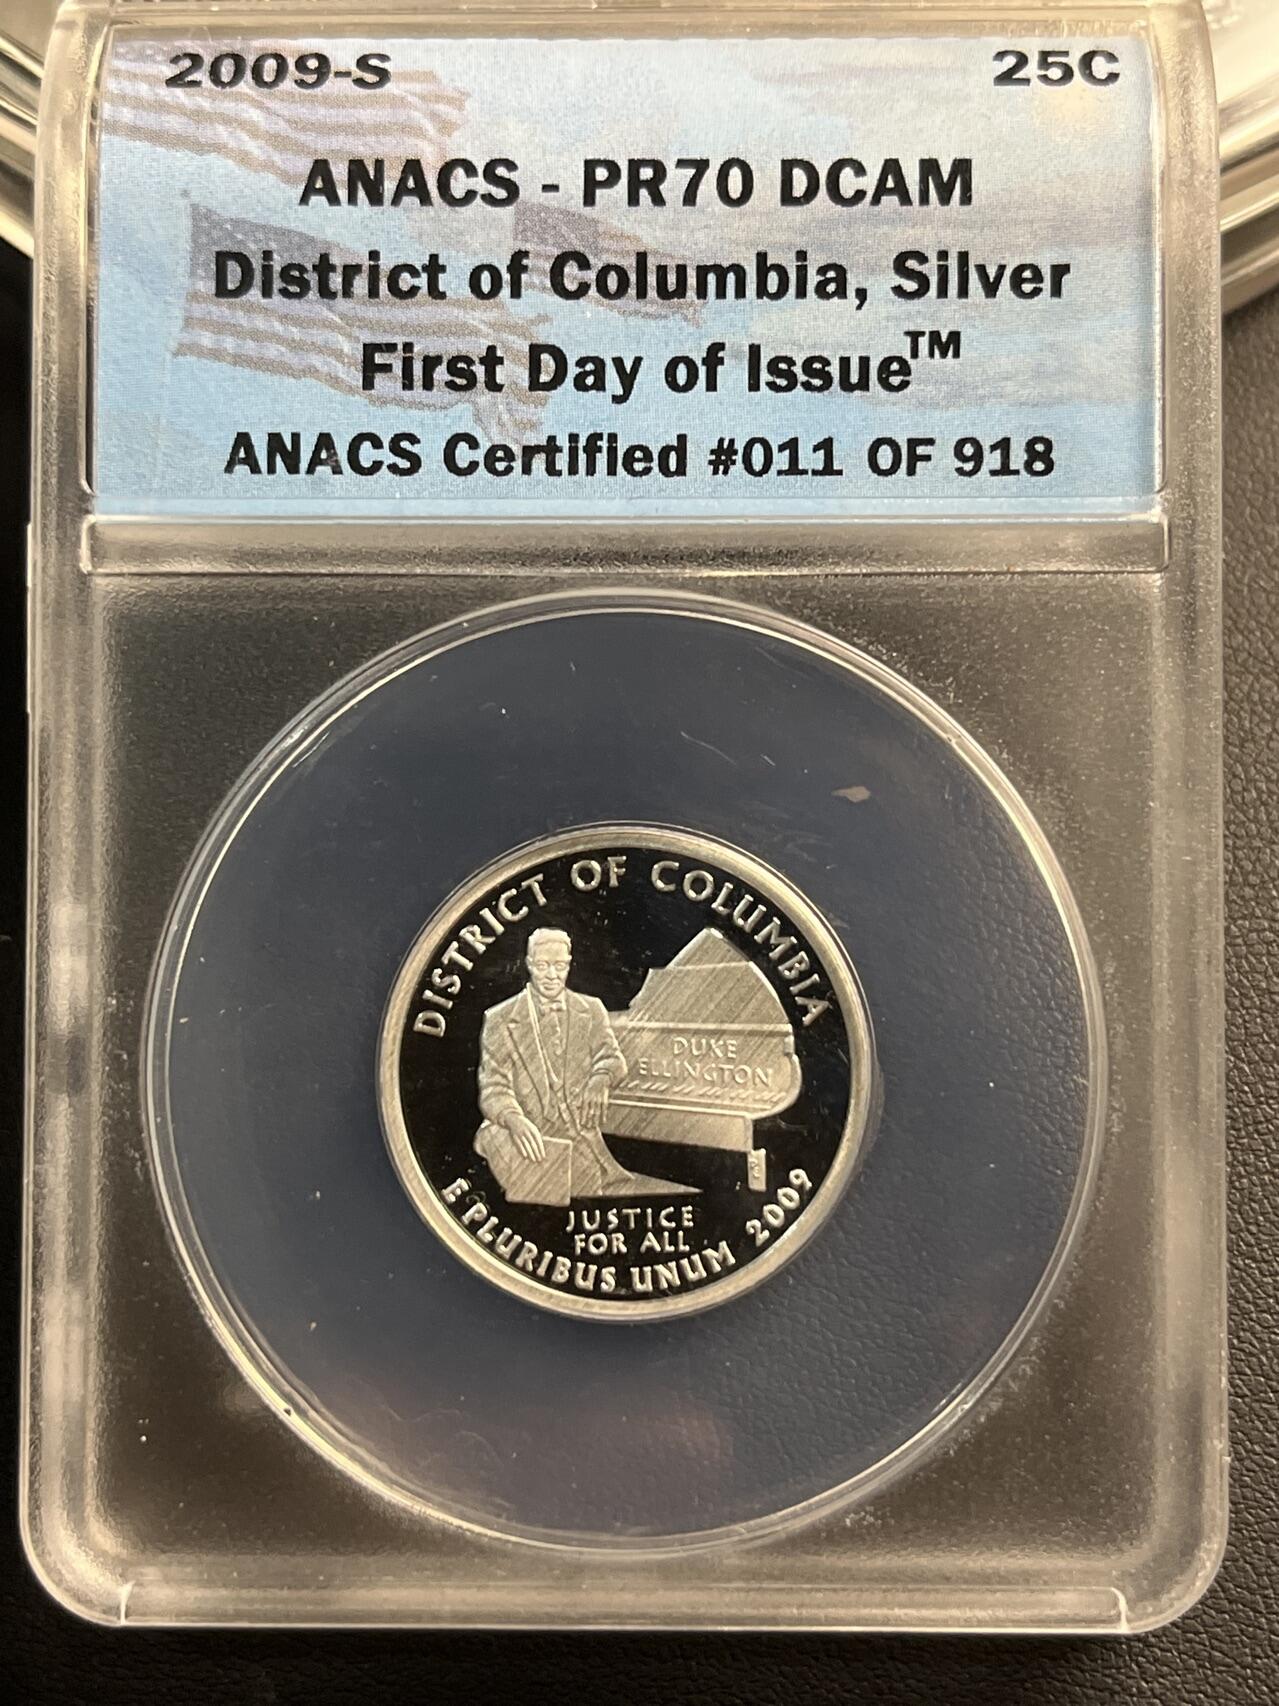 2009-S 25C
ANACS - PR70 DCAM
District of Columbia, Silver
First Day of Issue™
ANACS Certified #011 OF 918
DISTRICT OF COLUMBIA
DUKE
ELLINGTON
JUSTICE
FOR ALL
E PLURIBUS UNUM 2009